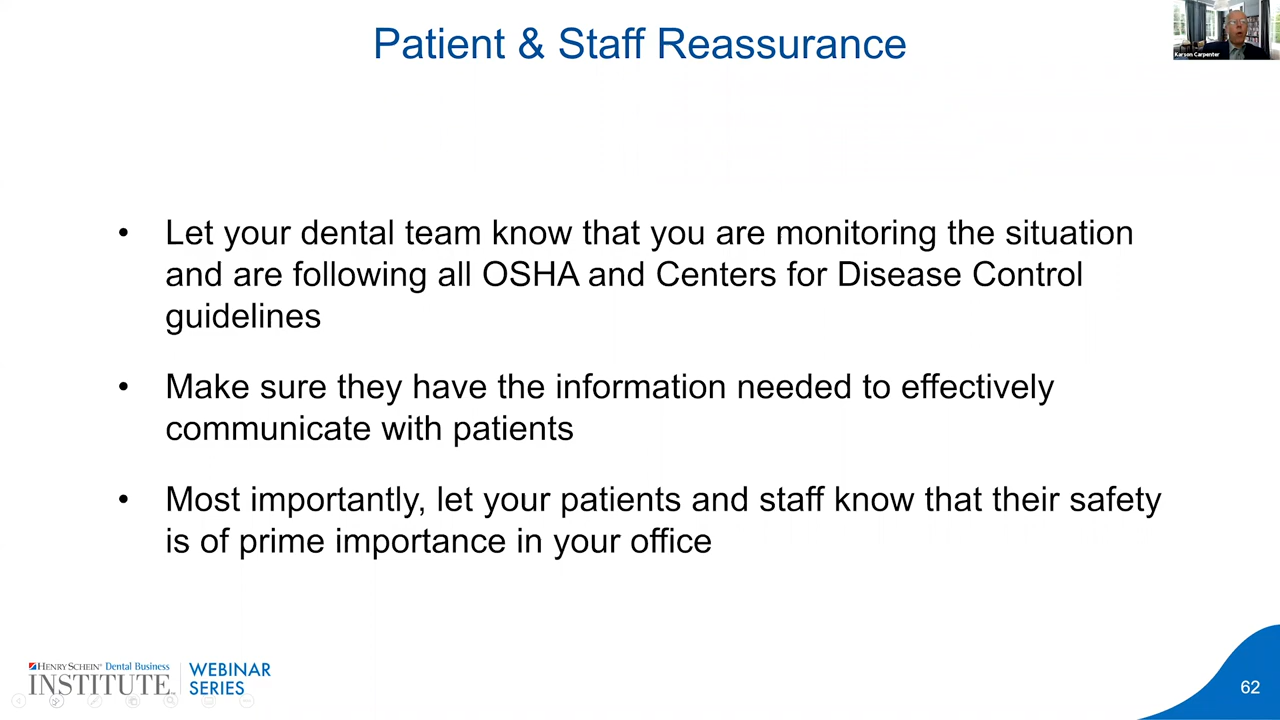 Patient & Staff Reassurance
Karson Carpenter
• Let your dental team know that you are monitoring the situation
and are following all OSHA and Centers for Disease Control
guidelines
• Make sure they have the information needed to effectively
communicate with patients
• Most importantly, let your patients and staff know that their safety
is of prime importance in your office
HENRY SCHEIN® Dental Business
INSTITUTE™
WEBINAR
SERIES
62